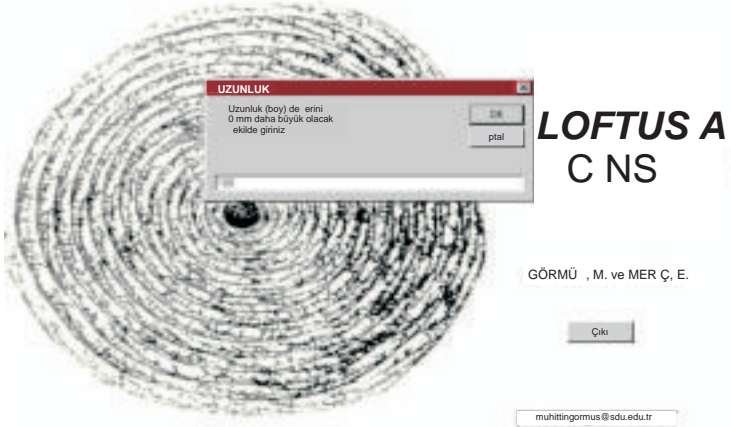 UZUNLUK
Uzunluk (boy) de erini
0 mm daha büyük olacak
ekilde giriniz
ptal
LOFTUS A
C NS
GÖRMÜ , M. ve MER Ç, E.
Çıkı
muhittingormus@sdu.edu.tr